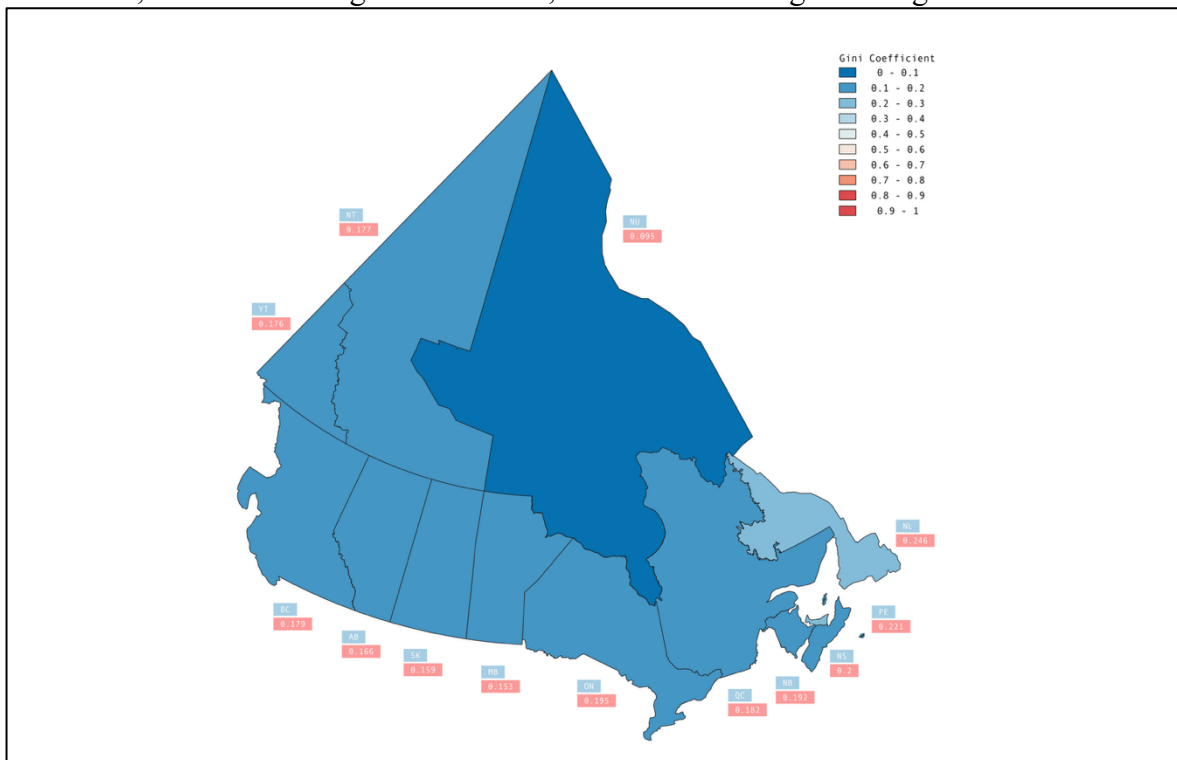 Gini Coefficient
0 - 0.1
0.1 - 0.2
0.2 - 0.3
0.3 - 0.4
0.4 - 0.5
0.5 - 0.6
0.6 - 0.7
0.7 - 0.8
0.8 - 0.9
0.9 - 1
NT
0.177
NU
0.095
YT
0.176
NL
0.246
BC
0.179
PE
0.221
AB
0.166
SK
0.159
NS
0.2
MB
0.153
ON
0.195
QC
0.182
NB
0.192